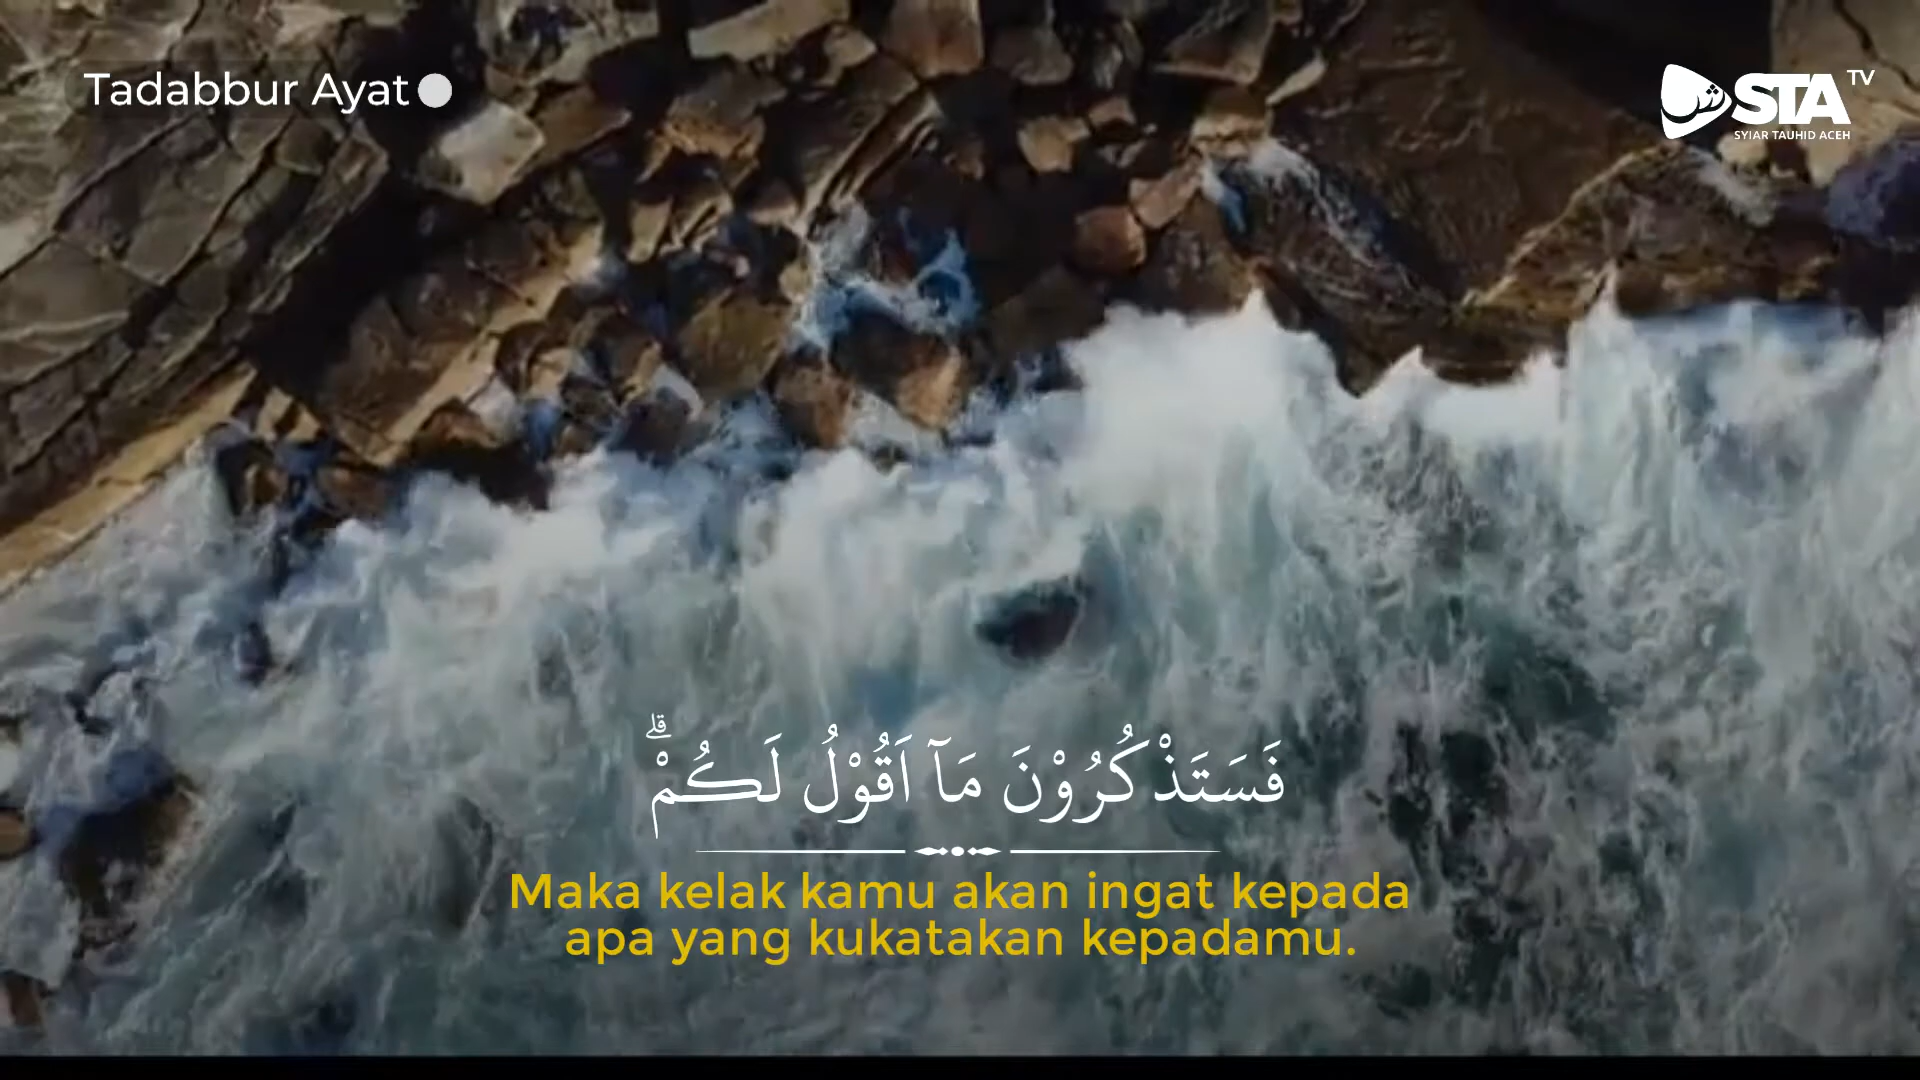 Tadabbur Ayat
STA TV
SYIAR TAUHID ACEH
فَسَتَذْكُرُوْنَ مَآ اَقُوْلُ لَكُمْۗ
Maka kelak kamu akan ingat kepada
apa yang kukatakan kepadamu.